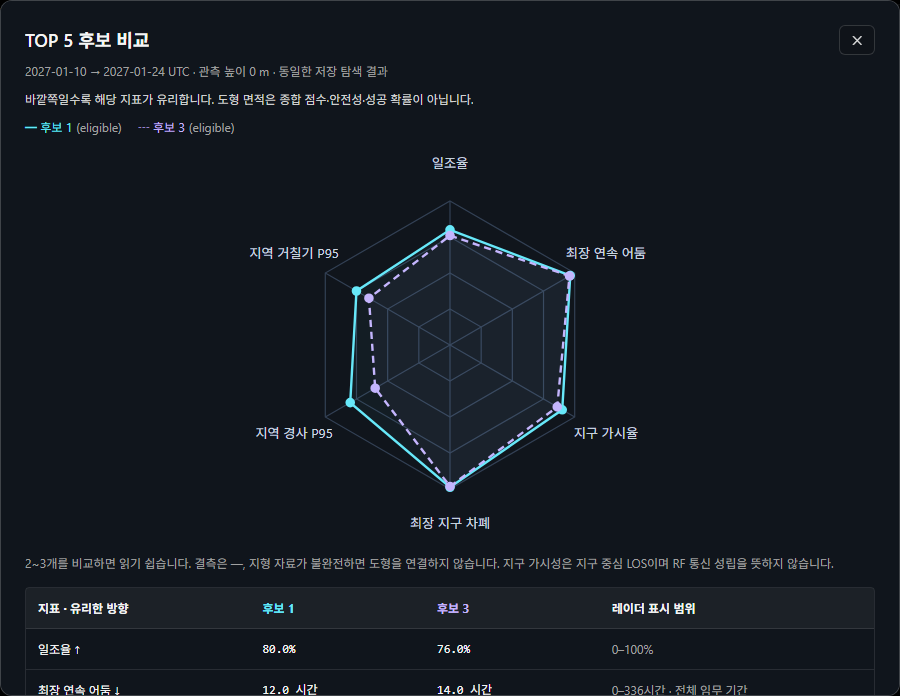 TOP 5 후보 비교
×
2027-01-10 → 2027-01-24 UTC · 관측 높이 0 m · 동일한 저장 탐색 결과
바깥쪽일수록 해당 지표가 유리합니다. 도형 면적은 종합 점수·안전성·성공 확률이 아닙니다.
후보 1 (eligible) 후보 3 (eligible)
일조율
지역 거칠기 P95
최장 연속 어둠
지역 경사 P95
지구 가시율
최장 지구 차폐
2~3개를 비교하면 읽기 쉽습니다. 결측은 —, 지형 자료가 불완전하면 도형을 연결하지 않습니다. 지구 가시성은 지구 중심 LOS이며 RF 통신 성립을 뜻하지 않습니다.
지표 · 유리한 방향 후보 1 후보 3 레이더 표시 범위
일조율 ↑ 80.0% 76.0% 0–100%
최장 연속 어둠 ↓ 12.0 시간 14.0 시간 0–336시간 · 전체 임무 기간